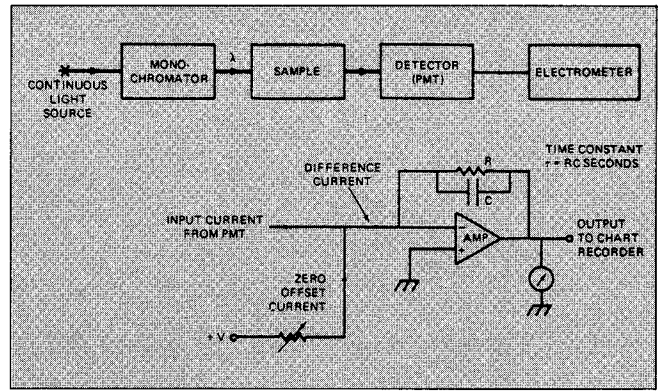 CONTINUOUS
LIGHT
SOURCE
MONO-
CHROMATOR
λ
SAMPLE
DETECTOR
(PMT)
ELECTROMETER
TIME CONSTANT
τ = RC SECONDS
DIFFERENCE
CURRENT
R
C
INPUT CURRENT
FROM PMT
−
+
AMP
OUTPUT
TO CHART
RECORDER
ZERO
OFFSET
CURRENT
+ V